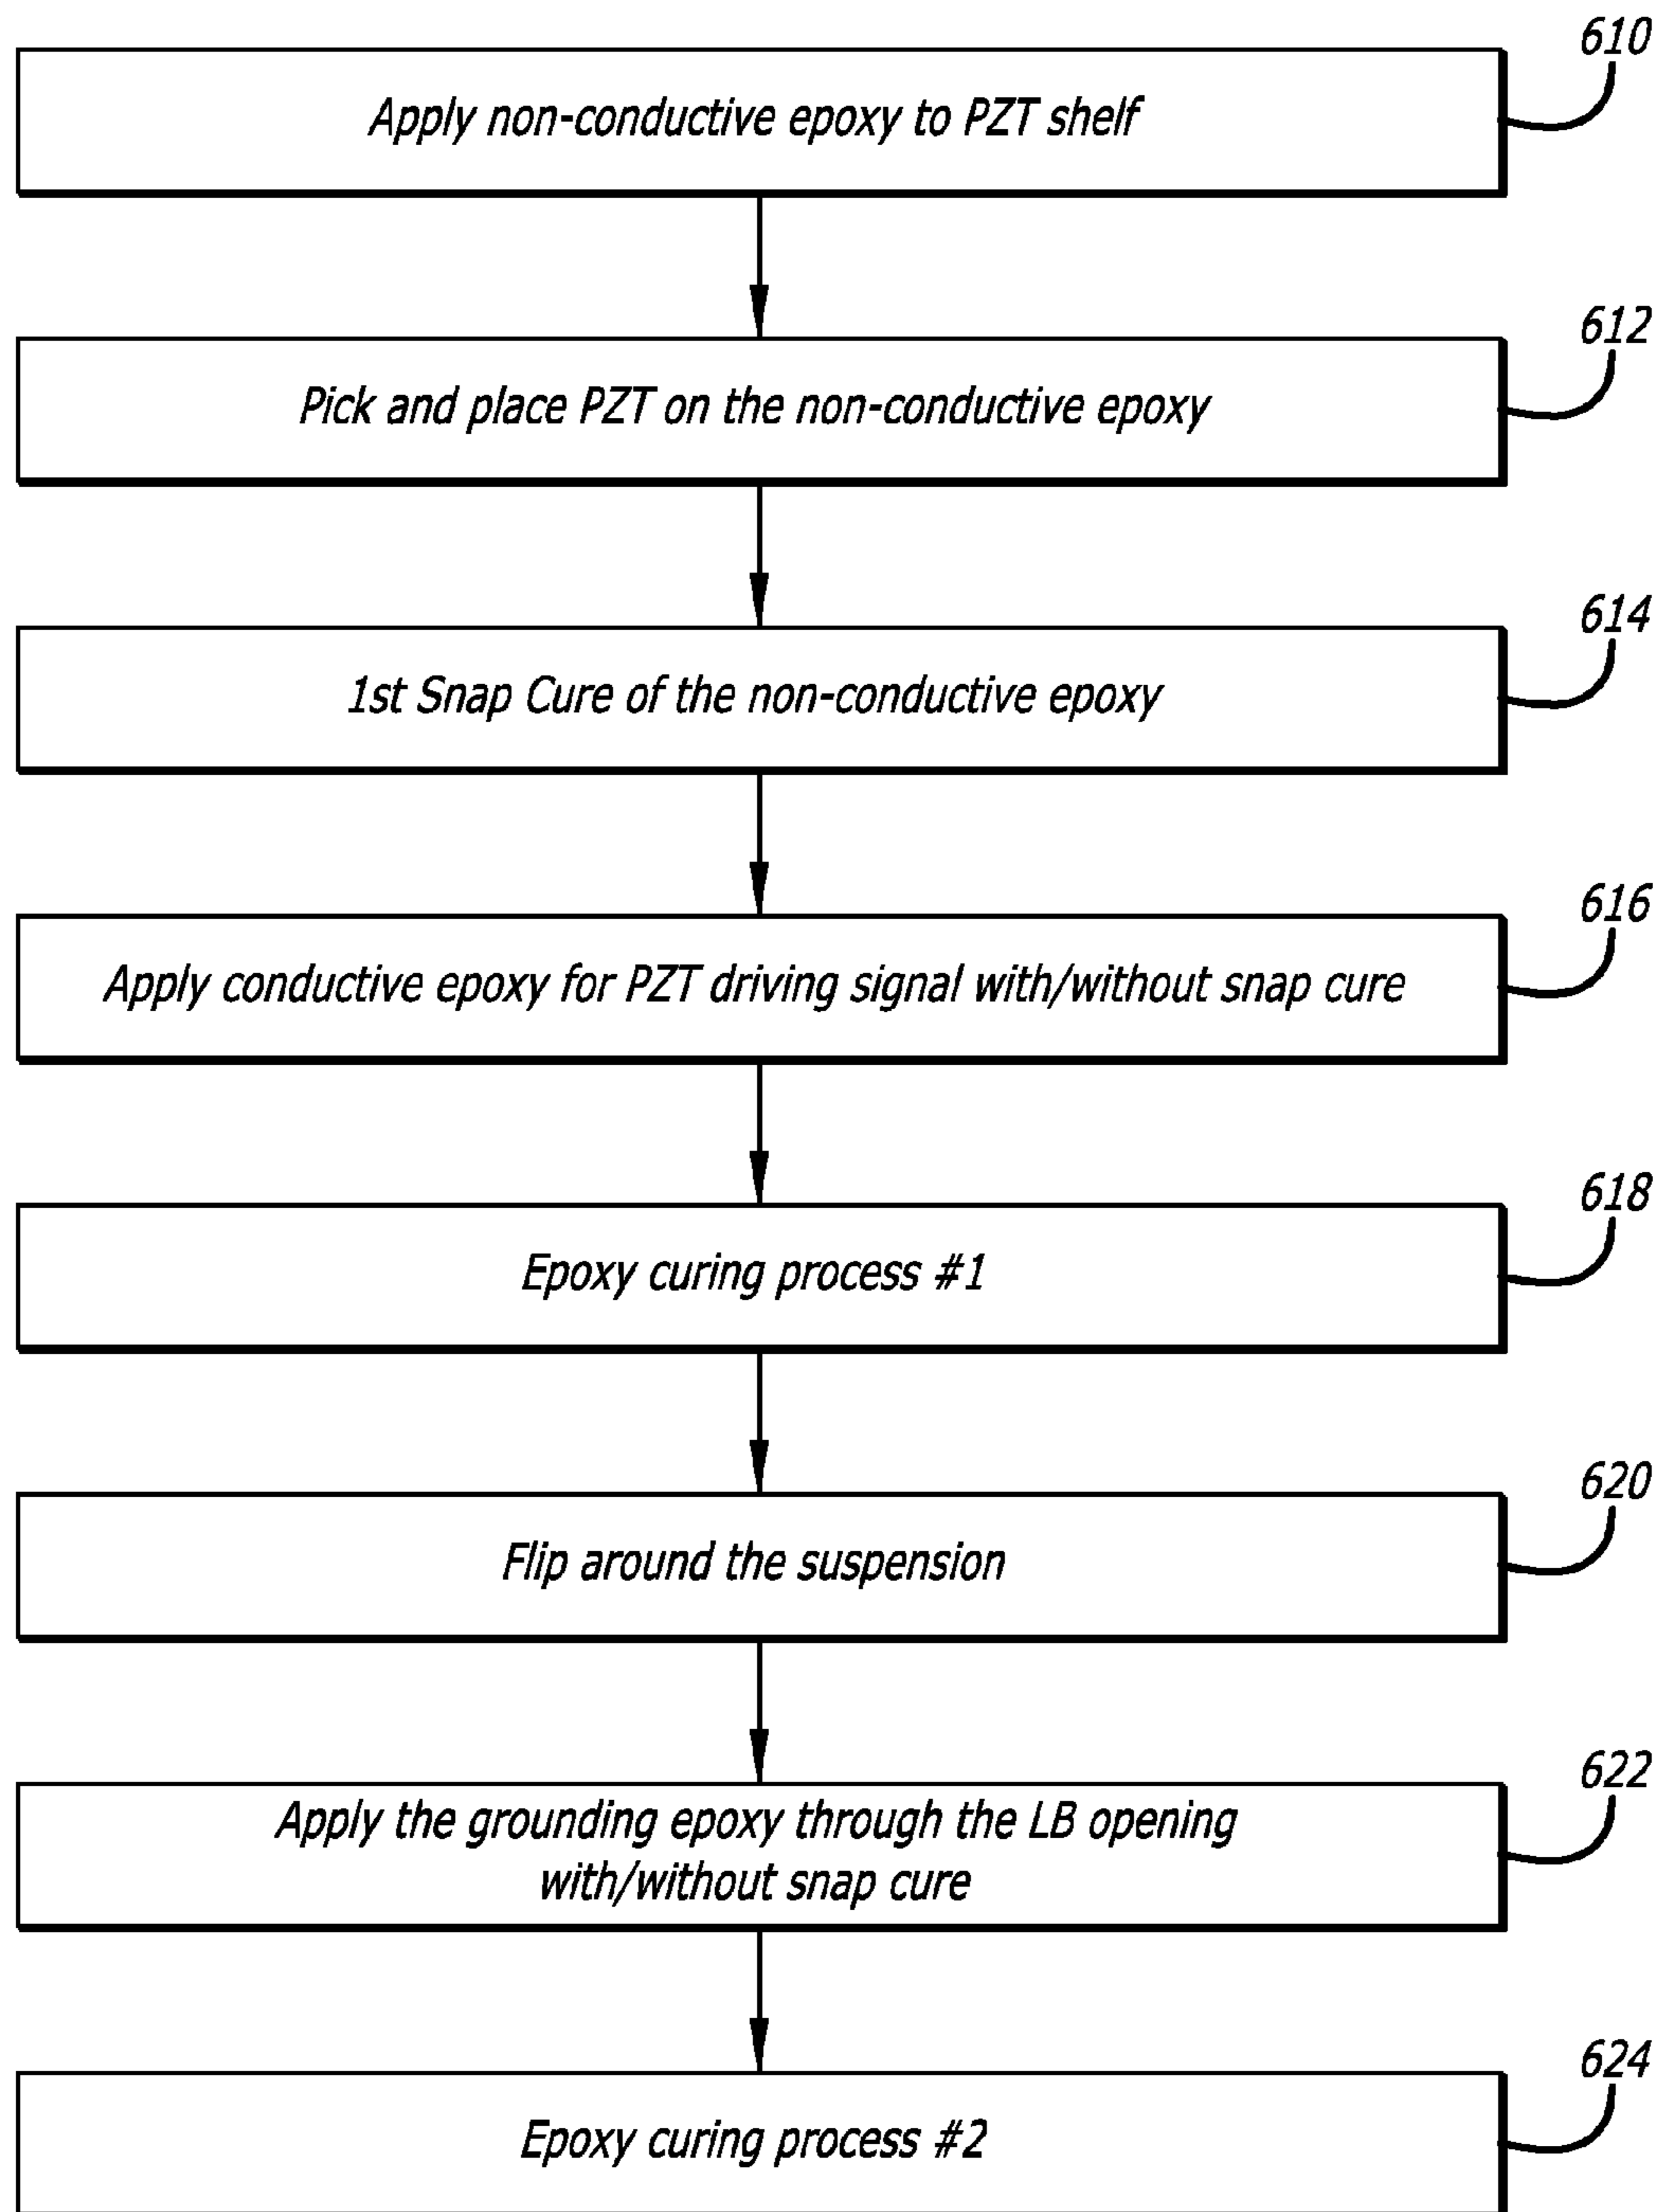 610
Apply non-conductive epoxy to PZT shelf
612
Pick and place PZT on the non-conductive epoxy
614
1st Snap Cure of the non-conductive epoxy
616
Apply conductive epoxy for PZT driving signal with/without snap cure
618
Epoxy curing process #1
620
Flip around the suspension
622
Apply the grounding epoxy through the LB opening
with/without snap cure
624
Epoxy curing process #2